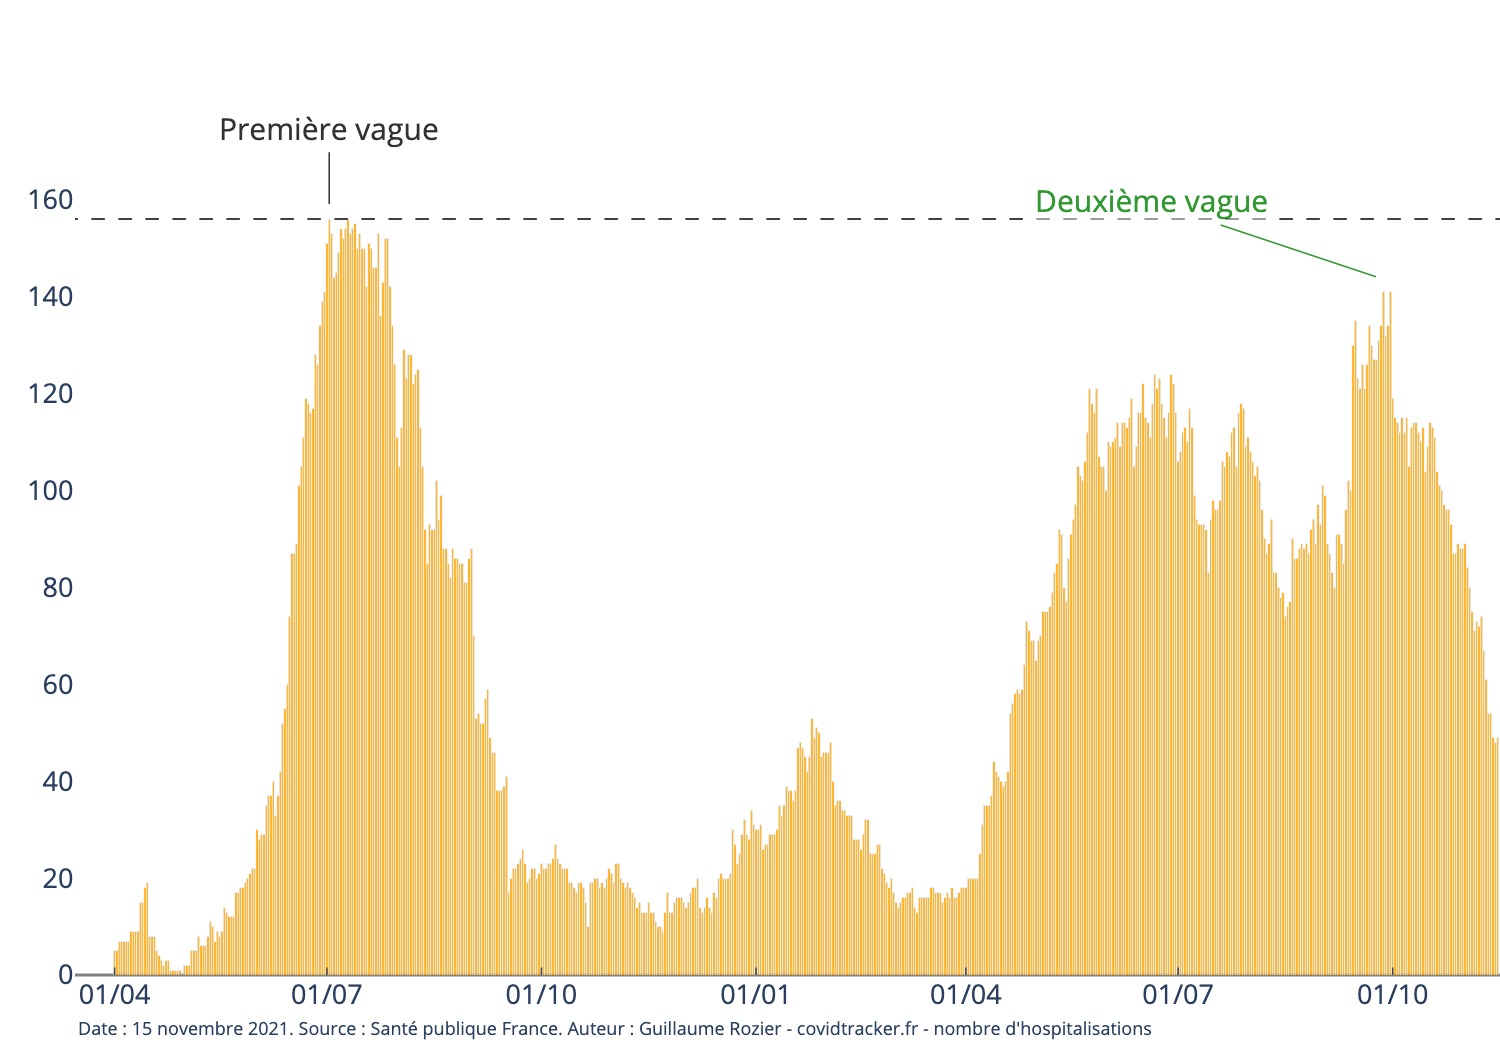 Première vague
160
Deuxième vague
140
120
100
80
60
40
20
0
01/04 01/07 01/10 01/01 01/04 01/07 01/10
Date : 15 novembre 2021. Source : Santé publique France. Auteur : Guillaume Rozier - covidtracker.fr - nombre d'hospitalisations